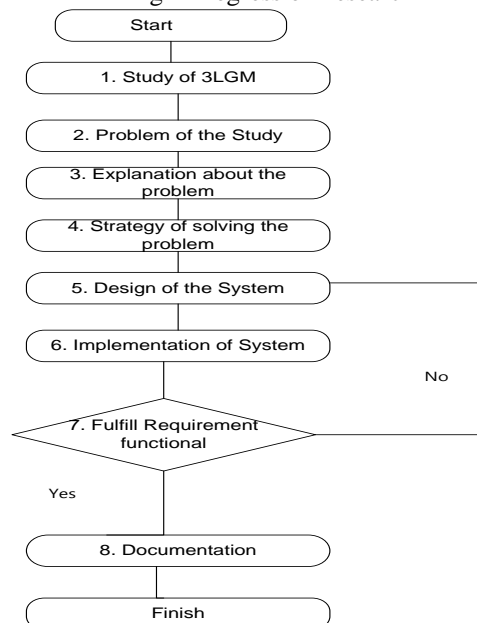 Start
1. Study of 3LGM
2. Problem of the Study
3. Explanation about the
problem
4. Strategy of solving the
problem
5. Design of the System
6. Implementation of System
No
7. Fulfill Requirement
functional
Yes
8. Documentation
Finish